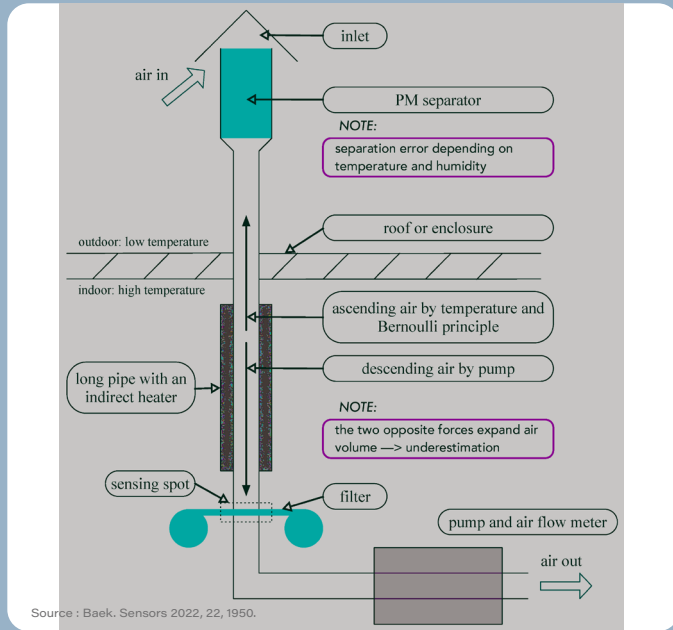 inlet
air in
PM separator
NOTE:
separation error depending on
temperature and humidity
roof or enclosure
outdoor: low temperature
indoor: high temperature
ascending air by temperature and
Bernoulli principle
descending air by pump
long pipe with an
indirect heater
NOTE:
the two opposite forces expand air
volume —> underestimation
sensing spot
filter
pump and air flow meter
air out
Source : Baek. Sensors 2022, 22, 1950.